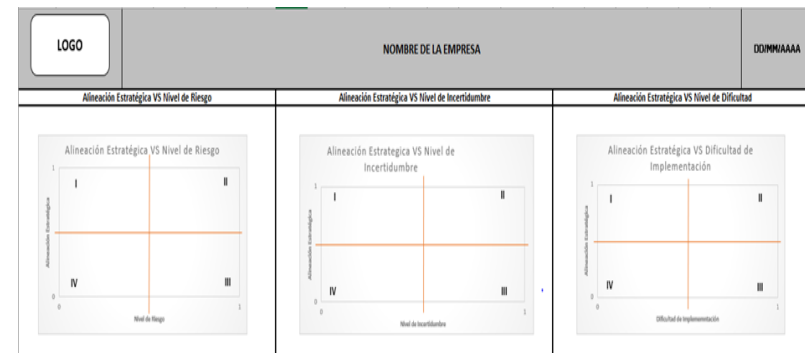 LOGO
NOMBRE DE LA EMPRESA
DD/MM/AAAA
Alineación Estratégica VS Nivel de Riesgo
Alineación Estratégica VS Nivel de Incertidumbre
Alineación Estratégica VS Nivel de Dificultad
Alineación Estratégica VS Nivel de Riesgo
1
I
II
Alineación Estratégica
IV
III
0
0
1
Nivel de Riesgo
Alineación Estrategica VS Nivel de
Incertidumbre
1
I
II
Alineación Estratégica
IV
III
0
0
1
Nivel de Incertidumbre
Alineación Estratégica VS Dificultad de
Implementación
1
I
II
Alineación Estratégica
IV
III
0
0
1
Dificultad de Implementación